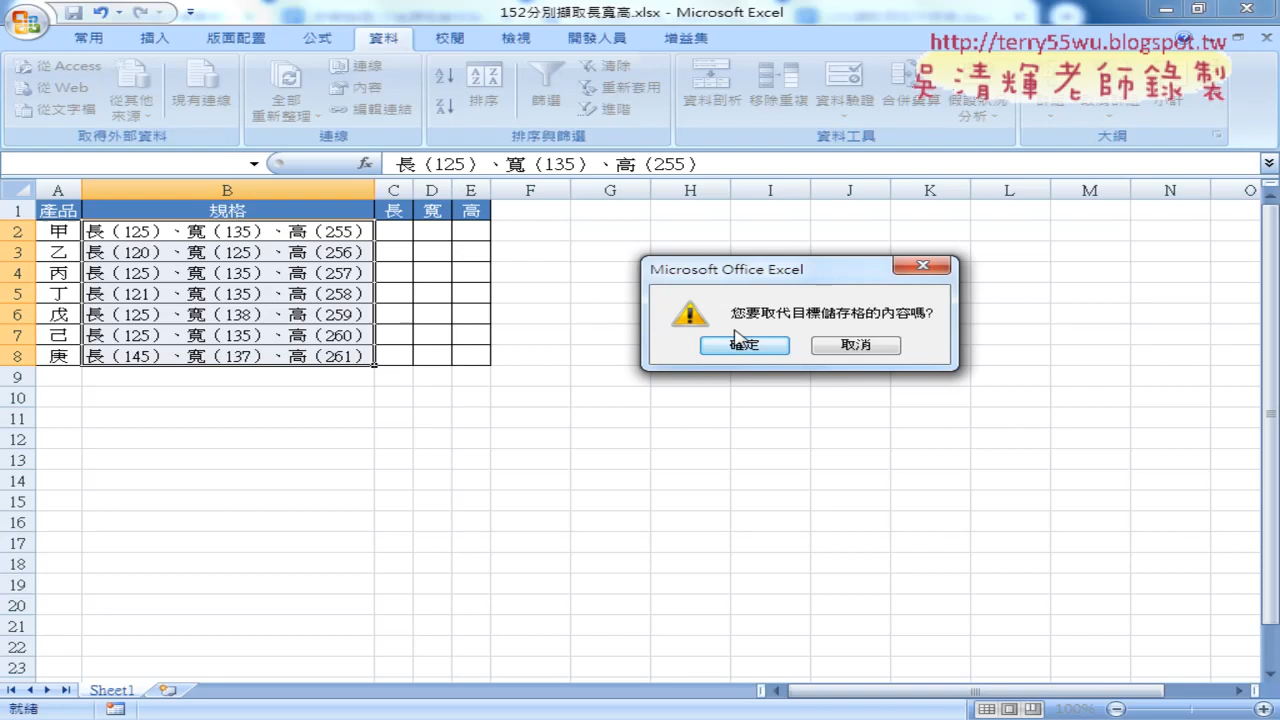 152分別擷取長寬高.xlsx - Microsoft Excel
常用 插入 版面配置 公式 資料 校閱 檢視 開發人員 增益集
http://terry55wu.blogspot.tw
吳清輝老師錄製
從 Access
從 Web
從文字檔
從其他來源
現有連線
取得外部資料
全部重新整理
連線
內容
編輯連結
連線
排序
篩選
清除
重新套用
進階
排序與篩選
資料剖析 移除重複 資料驗證 合併彙算 假設狀況分析
資料工具
大綱
fx 長（125）、寬（135）、高（255）
A B C D E F G H I J K L M N O
1 產品 規格 長 寬 高
2 甲 長（125）、寬（135）、高（255）
3 乙 長（120）、寬（125）、高（256）
4 丙 長（125）、寬（135）、高（257）
5 丁 長（121）、寬（135）、高（258）
6 戊 長（125）、寬（138）、高（259）
7 己 長（125）、寬（135）、高（260）
8 庚 長（145）、寬（137）、高（261）
9
10
11
12
13
14
15
16
17
18
19
20
21
22
23
Microsoft Office Excel
您要取代目標儲存格的內容嗎?
確定 取消
Sheet1
就緒 100%